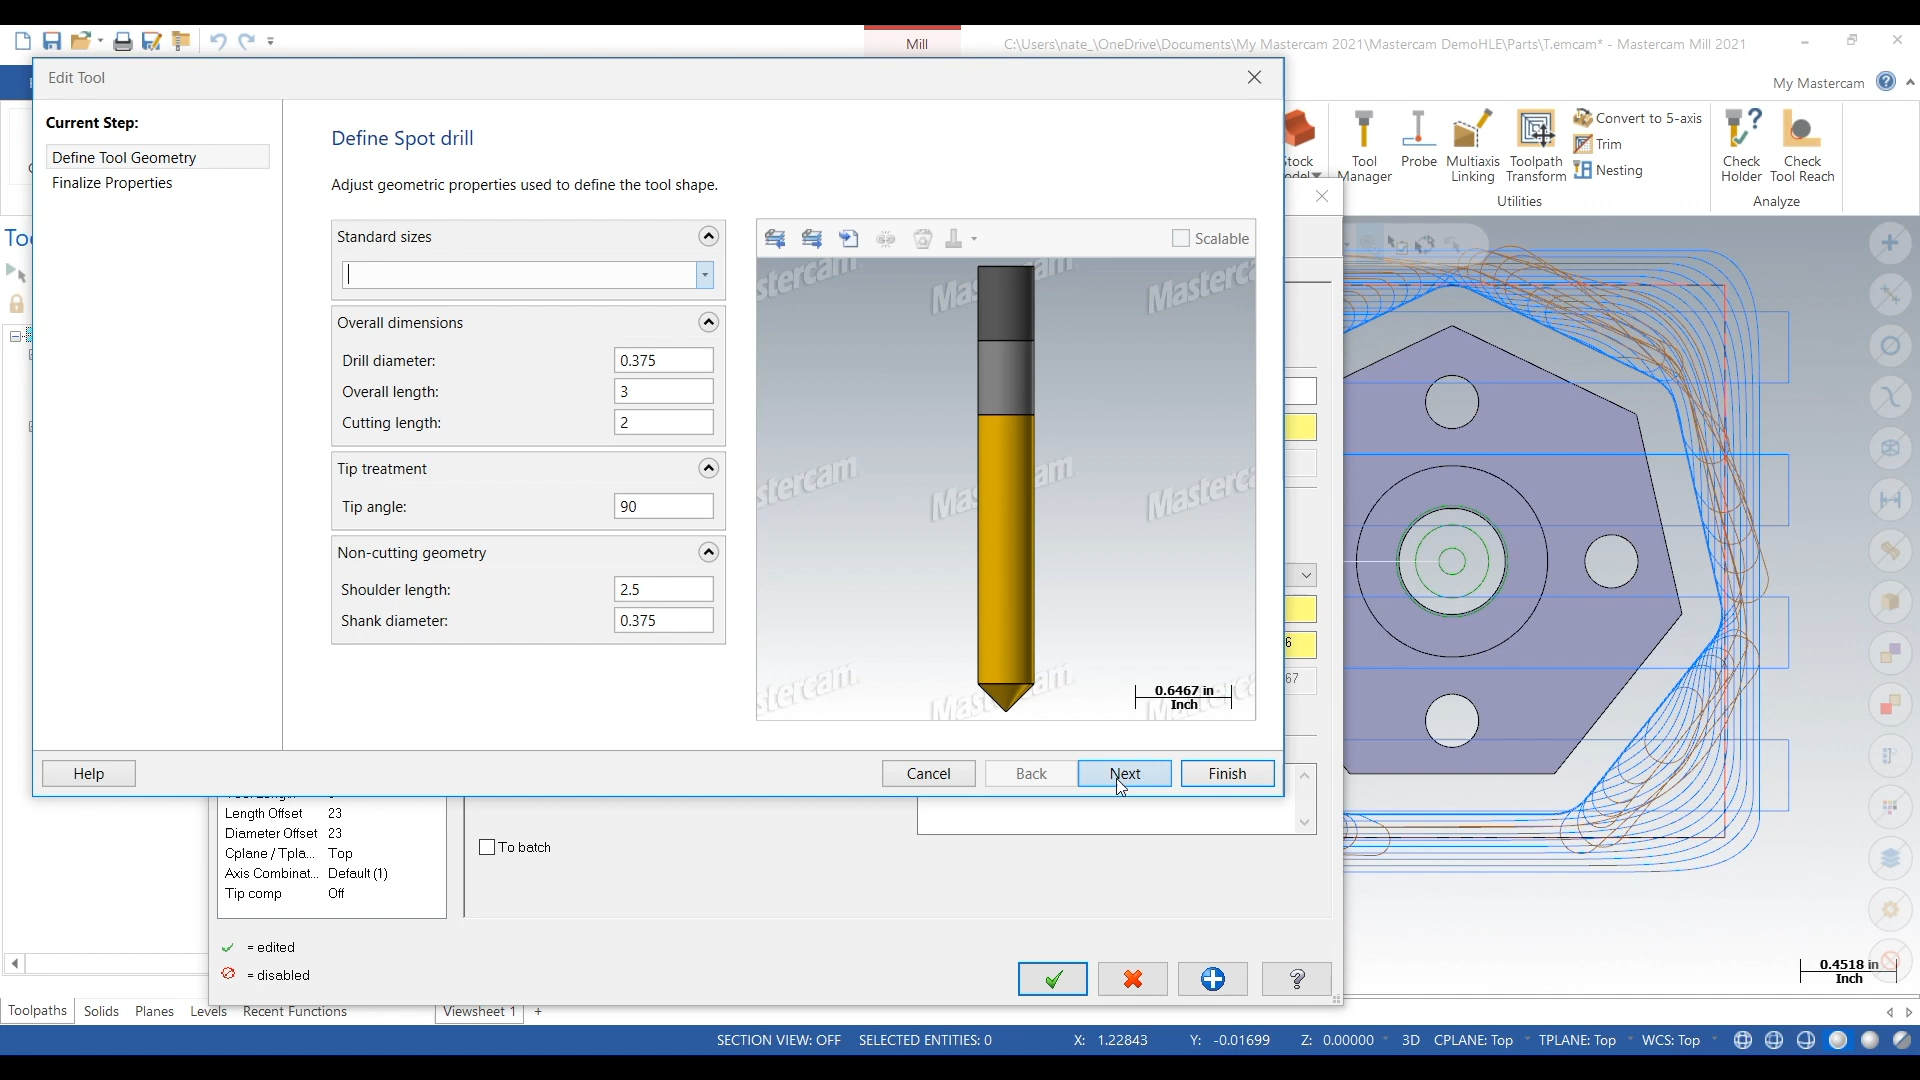 Mill
C:\Users\nate_\OneDrive\Documents\My Mastercam 2021\Mastercam DemoHLE\Parts\T.emcam* - Mastercam Mill 2021
Edit Tool
My Mastercam
Current Step:
Define Tool Geometry
Finalize Properties
Define Spot drill
Adjust geometric properties used to define the tool shape.
Standard sizes
Overall dimensions
Drill diameter: 0.375
Overall length: 3
Cutting length: 2
Tip treatment
Tip angle: 90
Non-cutting geometry
Shoulder length: 2.5
Shank diameter: 0.375
Scalable
Mastercam
0.6467 in
Inch
Help
Cancel
Back
Next
Finish
Tool Manager
Probe
Multiaxis Linking
Toolpath Transform
Convert to 5-axis
Trim
Nesting
Utilities
Check Holder
Check Tool Reach
Analyze
6
67
Length Offset 23
Diameter Offset 23
Cplane / Tpla... Top
Axis Combinat... Default (1)
Tip comp Off
To batch
= edited
= disabled
0.4518 in
Inch
Toolpaths Solids Planes Levels Recent Functions
Viewsheet 1 +
SECTION VIEW: OFF SELECTED ENTITIES: 0 X: 1.22843 Y: -0.01699 Z: 0.00000 3D CPLANE: Top TPLANE: Top WCS: Top